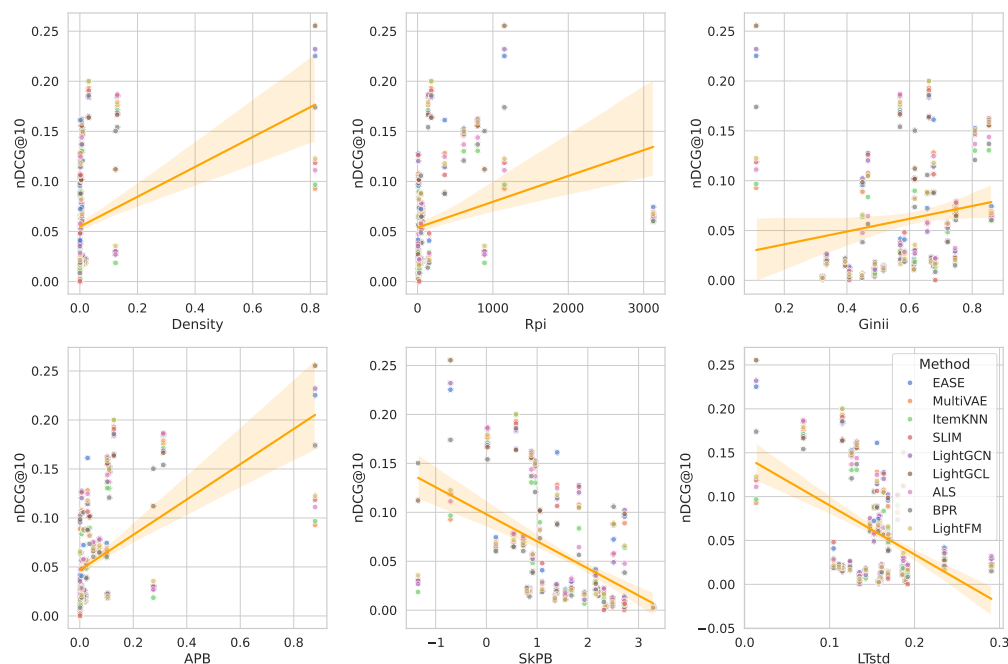 nDCG@10
0.25
0.20
0.15
0.10
0.05
0.00
0.0 0.2 0.4 0.6 0.8
Density
nDCG@10
0.25
0.20
0.15
0.10
0.05
0.00
0 1000 2000 3000
Rpi
nDCG@10
0.25
0.20
0.15
0.10
0.05
0.00
0.2 0.4 0.6 0.8
Ginii
nDCG@10
0.25
0.20
0.15
0.10
0.05
0.00
0.0 0.2 0.4 0.6 0.8
APB
nDCG@10
0.25
0.20
0.15
0.10
0.05
0.00
−1 0 1 2 3
SkPB
nDCG@10
0.25
0.20
0.15
0.10
0.05
0.00
−0.05
0.0 0.1 0.2 0.3
LTstd
Method
EASE
MultiVAE
ItemKNN
SLIM
LightGCN
LightGCL
ALS
BPR
LightFM